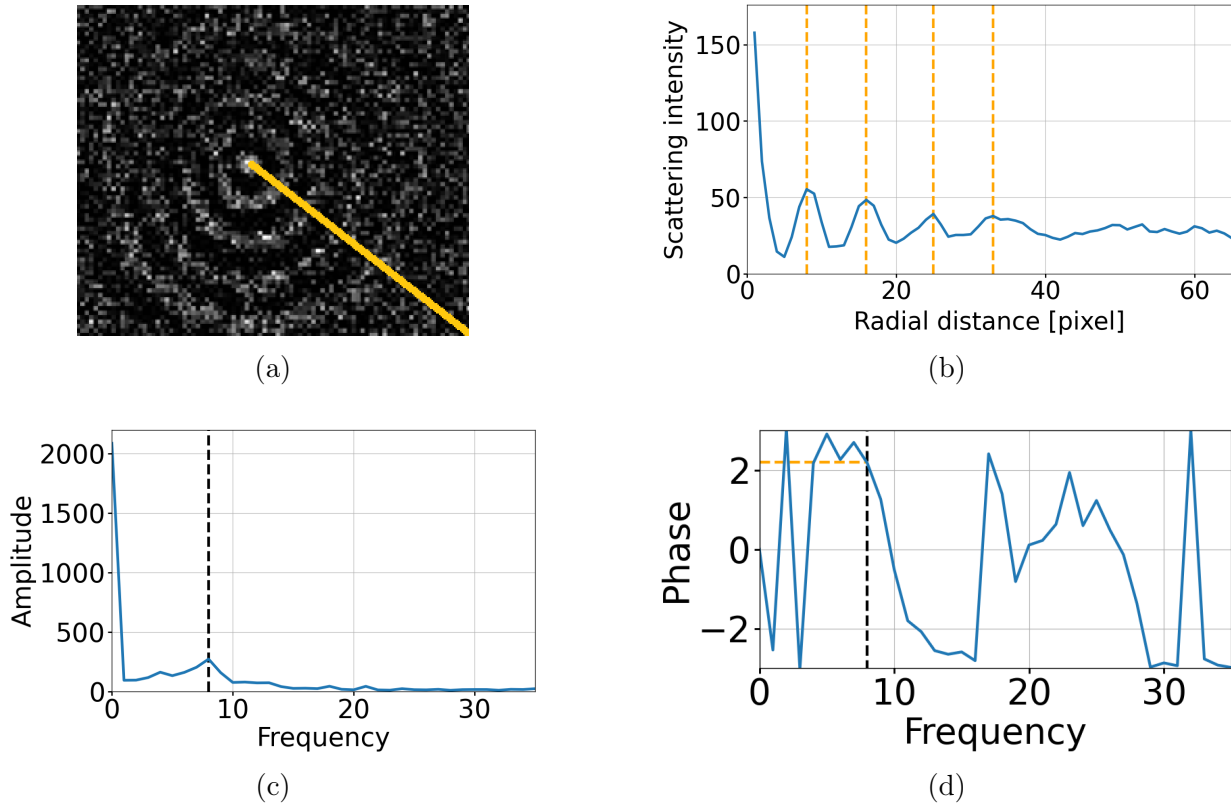 Scattering intensity
150
100
50
0
0 20 40 60
Radial distance [pixel]
(a)
(b)
Amplitude
2000
1500
1000
500
0
0 10 20 30
Frequency
(c)
Phase
2
0
−2
0 10 20 30
Frequency
(d)